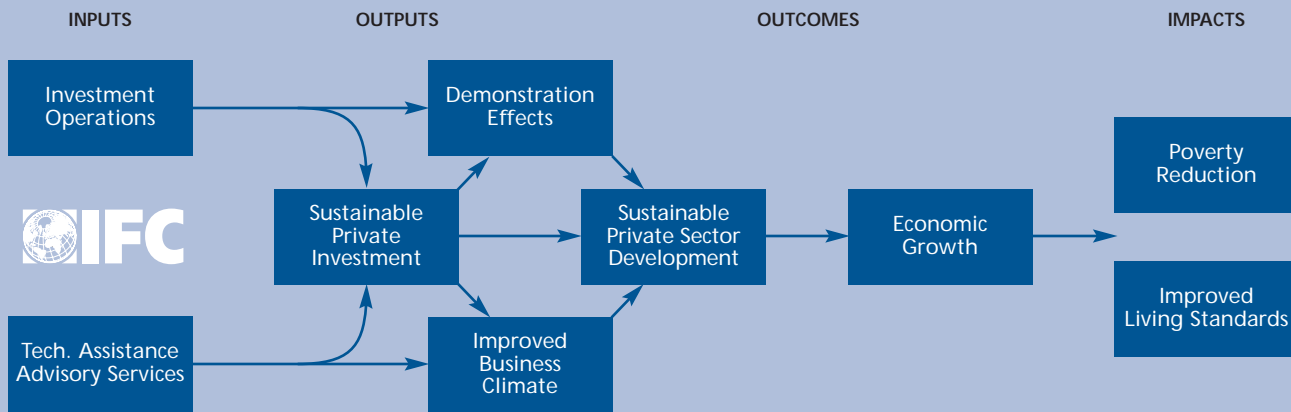 INPUTS
OUTPUTS
OUTCOMES
IMPACTS
Investment
Operations
Demonstration
Effects
Poverty
Reduction
IFC
Sustainable
Private
Investment
Sustainable
Private Sector
Development
Economic
Growth
Tech. Assistance
Advisory Services
Improved
Business
Climate
Improved
Living Standards